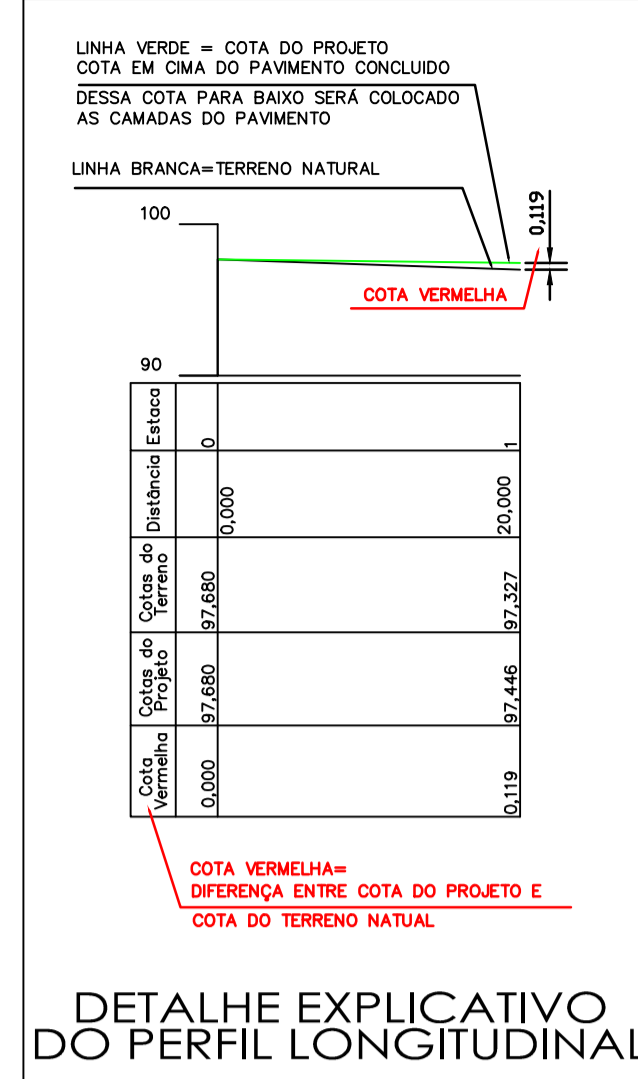 LINHA VERDE = COTA DO PROJETO
COTA EM CIMA DO PAVIMENTO CONCLUIDO
DESSA COTA PARA BAIXO SERÁ COLOCADO
AS CAMADAS DO PAVIMENTO
LINHA BRANCA=TERRENO NATURAL
100
0,119
COTA VERMELHA
90
Estaca
0
1
Distância
0,000
20,000
Cotas do
Terreno
97,680
97,327
Cotas do
Projeto
97,680
97,446
Cota
Vermelha
0,000
0,119
COTA VERMELHA=
DIFERENÇA ENTRE COTA DO PROJETO E
COTA DO TERRENO NATUAL
DETALHE EXPLICATIVO
DO PERFIL LONGITUDINAL